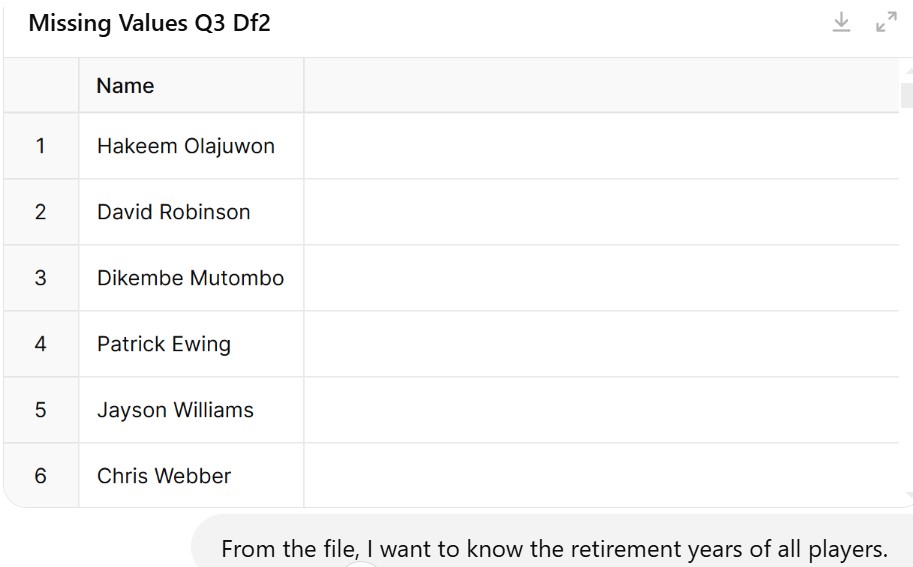 Missing Values Q3 Df2
Name
1 Hakeem Olajuwon
2 David Robinson
3 Dikembe Mutombo
4 Patrick Ewing
5 Jayson Williams
6 Chris Webber
From the file, I want to know the retirement years of all players.